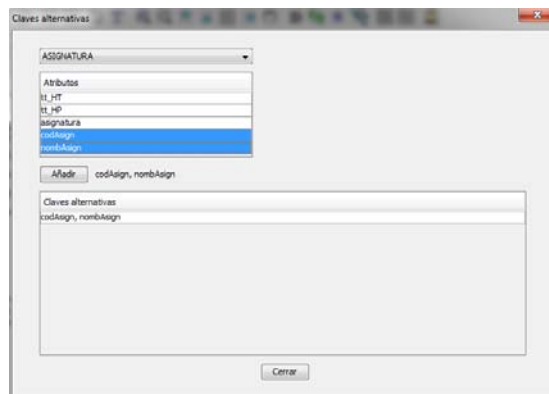 Claves alternativas
ASIGNATURA
Atributos
tt_HT
tt_HP
asignatura
codAsign
nombAsign
Añadir codAsign, nombAsign
Claves alternativas
codAsign, nombAsign
Cerrar